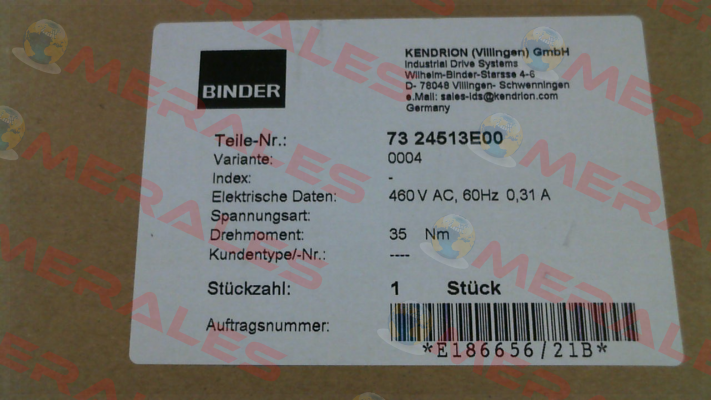 BINDER
KENDRION (Villingen) GmbH
Industrial Drive Systems
Wilhelm-Binder-Starsse 4-6
D- 78048 Villingen- Schwenningen
e.Mail: sales-ids@kendrion.com
Germany
Teile-Nr.: 73 24513E00
Variante: 0004
Index: -
Elektrische Daten: 460 V AC, 60Hz 0,31 A
Spannungsart:
Drehmoment: 35 Nm
Kundentype/-Nr.: ----
Stückzahl: 1 Stück
Auftragsnummer:
*E186656/21B*
MERALES